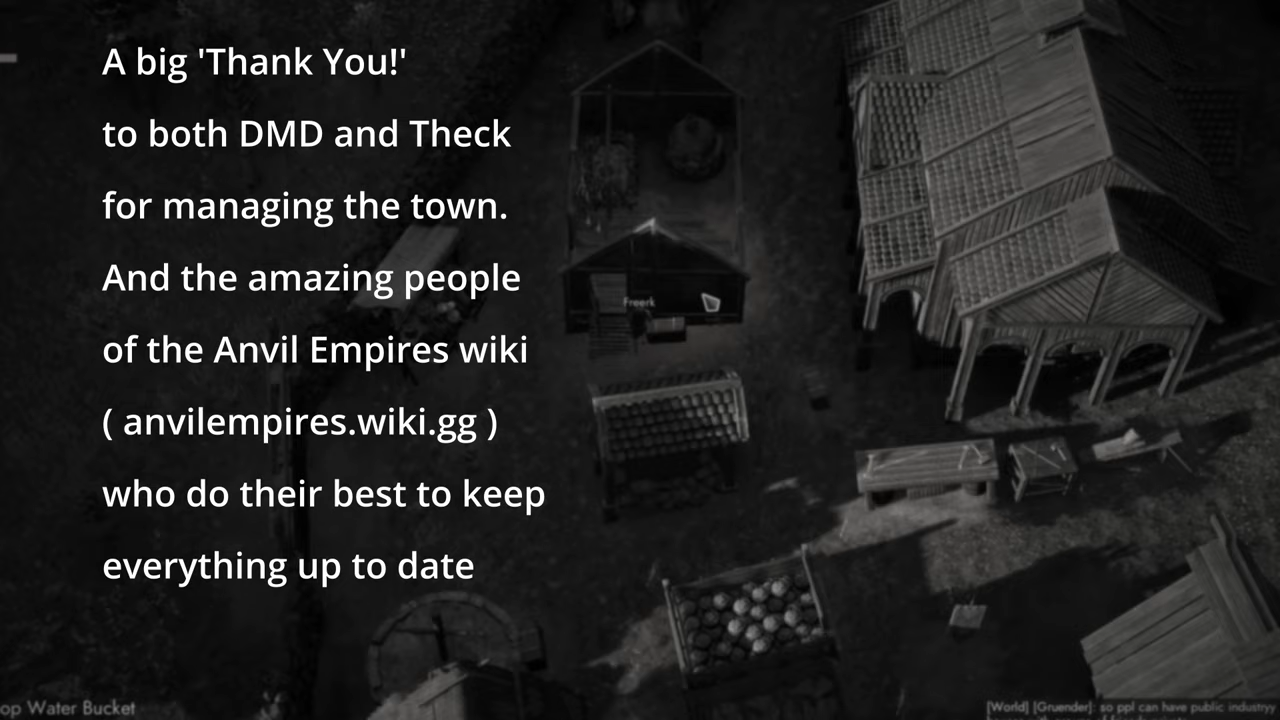 A big 'Thank You!'
to both DMD and Theck
for managing the town.
And the amazing people
of the Anvil Empires wiki
( anvilempires.wiki.gg )
who do their best to keep
everything up to date
Freerk
op Water Bucket
[World] [Gruender]: so ppl can have public industryy